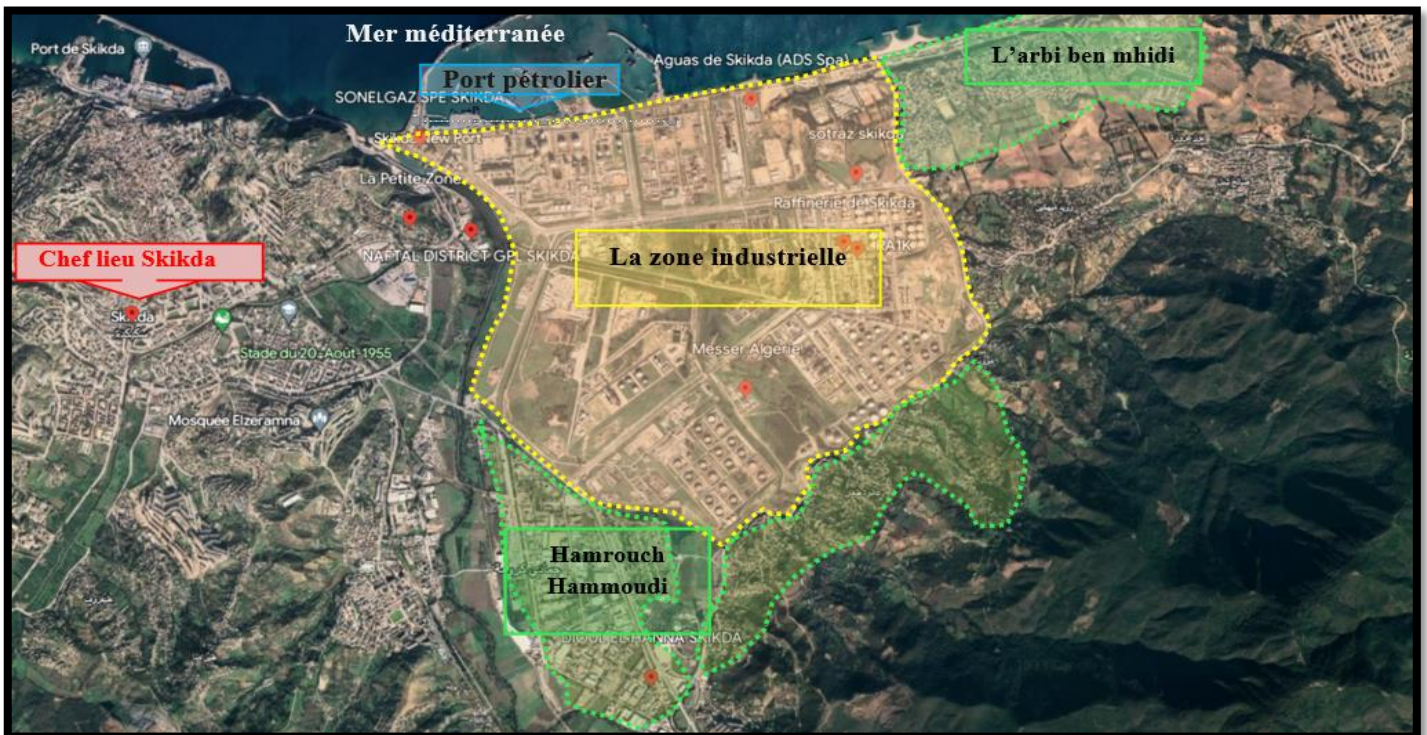 Mer méditerranée
Port de Skikda
Port pétrolier
Aguas de Skikda (ADS Spa)
L'arbi ben mhidi
SONELGAZ SPE SKIKDA
Skikda New Port
sotraz skikda
La Petite Zone
Raffinerie de Skikda
Chef lieu Skikda
NAFTAL DISTRICT GPL SKIKDA
La zone industrielle
RA1K
Skikda
Stade du 20-Août-1955
Messer Algérie
Mosquée Elzeramna
Hamrouch
Hammoudi